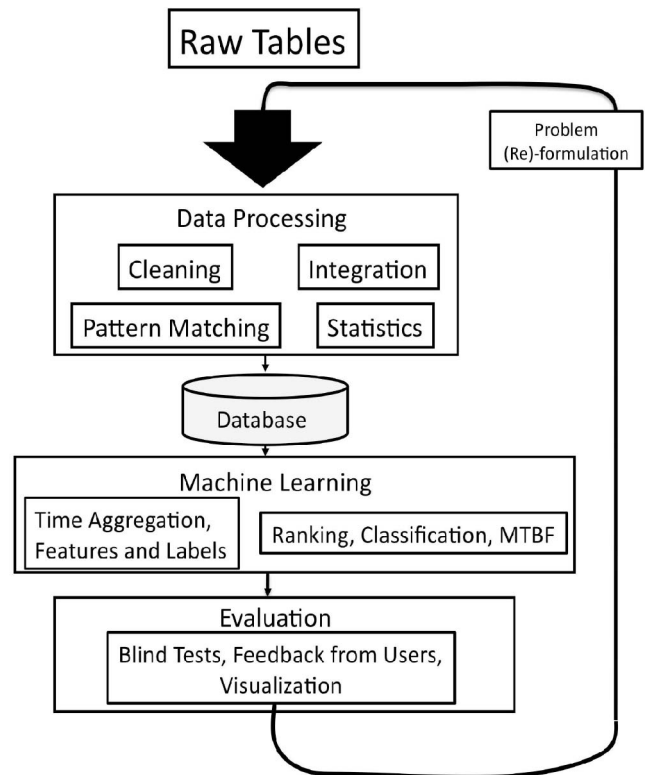 Raw Tables
Problem
(Re)-formulation
Data Processing
Cleaning
Integration
Pattern Matching
Statistics
Database
Machine Learning
Time Aggregation,
Features and Labels
Ranking, Classification, MTBF
Evaluation
Blind Tests, Feedback from Users,
Visualization